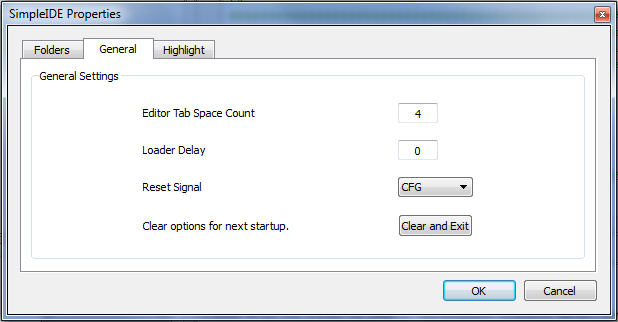 SimpleIDE Properties
Folders General Highlight
General Settings
Editor Tab Space Count 4
Loader Delay 0
Reset Signal CFG
Clear options for next startup. Clear and Exit
OK Cancel